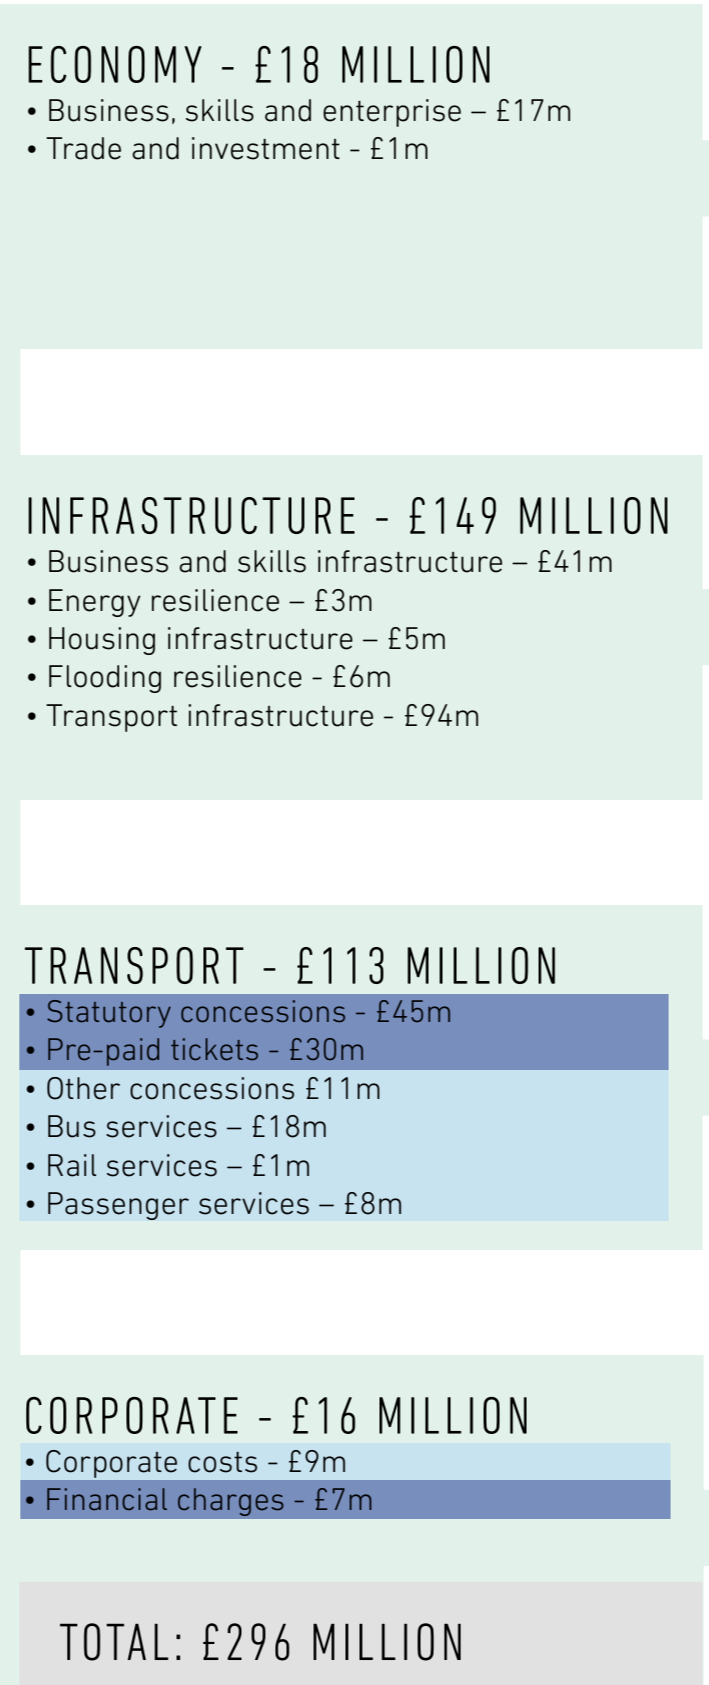 ECONOMY - £18 MILLION
• Business, skills and enterprise – £17m
• Trade and investment - £1m
INFRASTRUCTURE - £149 MILLION
• Business and skills infrastructure – £41m
• Energy resilience – £3m
• Housing infrastructure – £5m
• Flooding resilience - £6m
• Transport infrastructure - £94m
TRANSPORT - £113 MILLION
• Statutory concessions - £45m
• Pre-paid tickets - £30m
• Other concessions £11m
• Bus services – £18m
• Rail services – £1m
• Passenger services – £8m
CORPORATE - £16 MILLION
• Corporate costs - £9m
• Financial charges - £7m
TOTAL: £296 MILLION